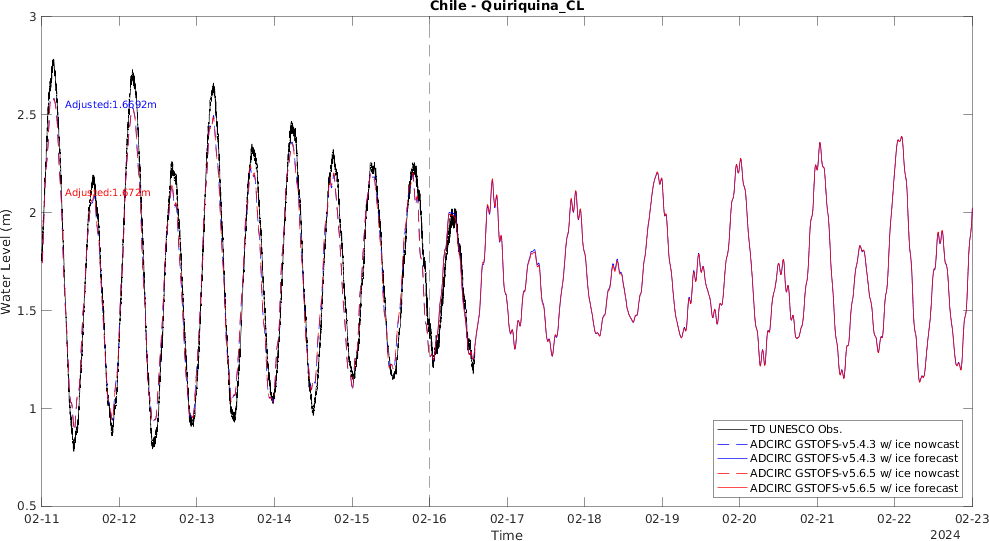 Chile - Quiriquina_CL
3
2.5
2
1.5
1
0.5
Water Level (m)
Adjusted:1.6692m
Adjusted:1.672m
TD UNESCO Obs.
ADCIRC GSTOFS-v5.4.3 w/ ice nowcast
ADCIRC GSTOFS-v5.4.3 w/ ice forecast
ADCIRC GSTOFS-v5.6.5 w/ ice nowcast
ADCIRC GSTOFS-v5.6.5 w/ ice forecast
02-11 02-12 02-13 02-14 02-15 02-16 02-17 02-18 02-19 02-20 02-21 02-22 02-23
Time
2024